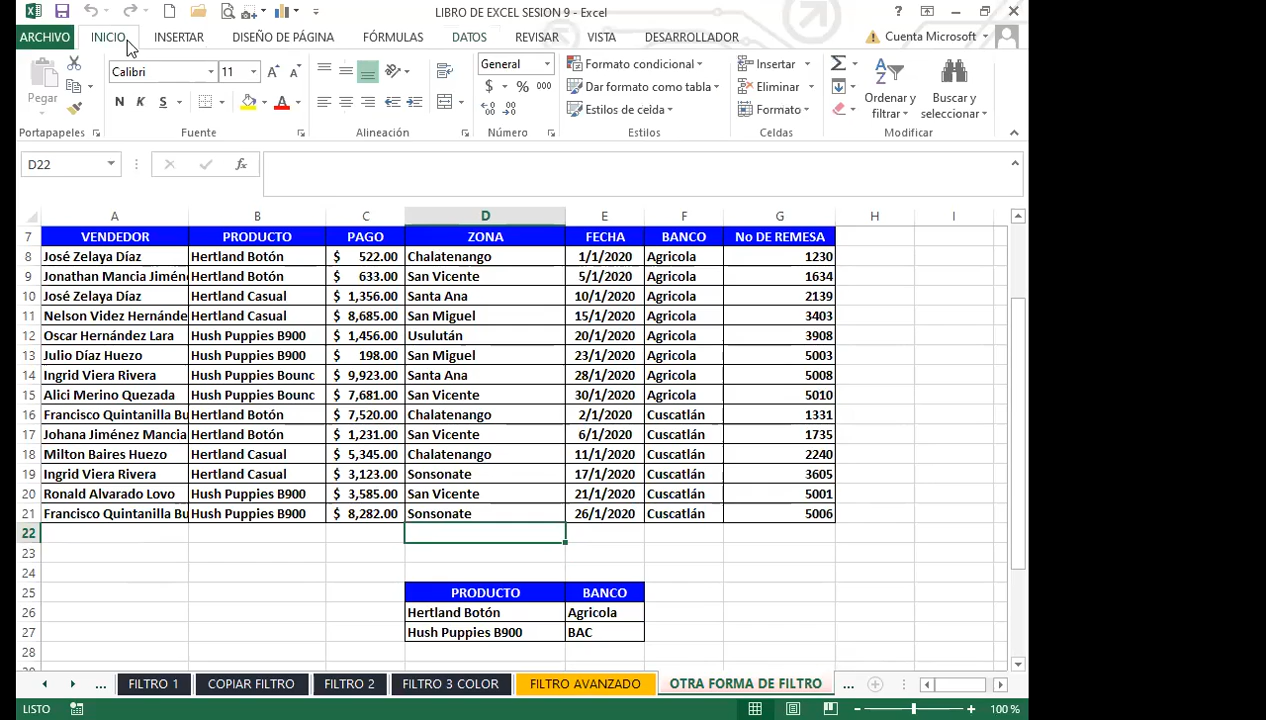 LIBRO DE EXCEL SESION 9 - Excel
ARCHIVO INICIO INSERTAR DISEÑO DE PÁGINA FÓRMULAS DATOS REVISAR VISTA DESARROLLADOR Cuenta Microsoft
Calibri 11 General Formato condicional Insertar
Pegar Dar formato como tabla Eliminar Ordenar y filtrar Buscar y seleccionar
N K S $ % 000 Estilos de celda Formato
Portapapeles Fuente Alineación Número Estilos Celdas Modificar
D22 fx
A B C D E F G H I
7 VENDEDOR PRODUCTO PAGO ZONA FECHA BANCO No DE REMESA
8 José Zelaya Díaz Hertland Botón $ 522.00 Chalatenango 1/1/2020 Agricola 1230
9 Jonathan Mancia Jiméne Hertland Botón $ 633.00 San Vicente 5/1/2020 Agricola 1634
10 José Zelaya Díaz Hertland Casual $ 1,356.00 Santa Ana 10/1/2020 Agricola 2139
11 Nelson Videz Hernánde Hertland Casual $ 8,685.00 San Miguel 15/1/2020 Agricola 3403
12 Oscar Hernández Lara Hush Puppies B900 $ 1,456.00 Usulután 20/1/2020 Agricola 3908
13 Julio Díaz Huezo Hush Puppies B900 $ 198.00 San Miguel 23/1/2020 Agricola 5003
14 Ingrid Viera Rivera Hush Puppies Bounc $ 9,923.00 Santa Ana 28/1/2020 Agricola 5008
15 Alici Merino Quezada Hush Puppies Bounc $ 7,681.00 San Vicente 30/1/2020 Agricola 5010
16 Francisco Quintanilla Bu Hertland Botón $ 7,520.00 Chalatenango 2/1/2020 Cuscatlán 1331
17 Johana Jiménez Mancia Hertland Botón $ 1,231.00 San Vicente 6/1/2020 Cuscatlán 1735
18 Milton Baires Huezo Hertland Casual $ 5,345.00 Chalatenango 11/1/2020 Cuscatlán 2240
19 Ingrid Viera Rivera Hertland Casual $ 3,123.00 Sonsonate 17/1/2020 Cuscatlán 3605
20 Ronald Alvarado Lovo Hush Puppies B900 $ 3,585.00 San Vicente 21/1/2020 Cuscatlán 5001
21 Francisco Quintanilla Bu Hush Puppies B900 $ 8,282.00 Sonsonate 26/1/2020 Cuscatlán 5006
22
23
24
25 PRODUCTO BANCO
26 Hertland Botón Agricola
27 Hush Puppies B900 BAC
28
... FILTRO 1 COPIAR FILTRO FILTRO 2 FILTRO 3 COLOR FILTRO AVANZADO OTRA FORMA DE FILTRO ...
LISTO 100 %